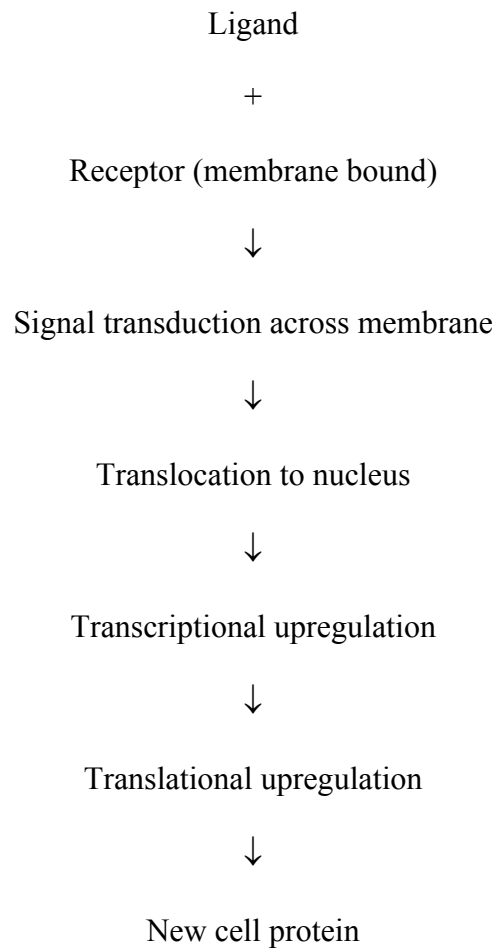 Ligand
+
Receptor (membrane bound)
↓
Signal transduction across membrane
↓
Translocation to nucleus
↓
Transcriptional upregulation
↓
Translational upregulation
↓
New cell protein